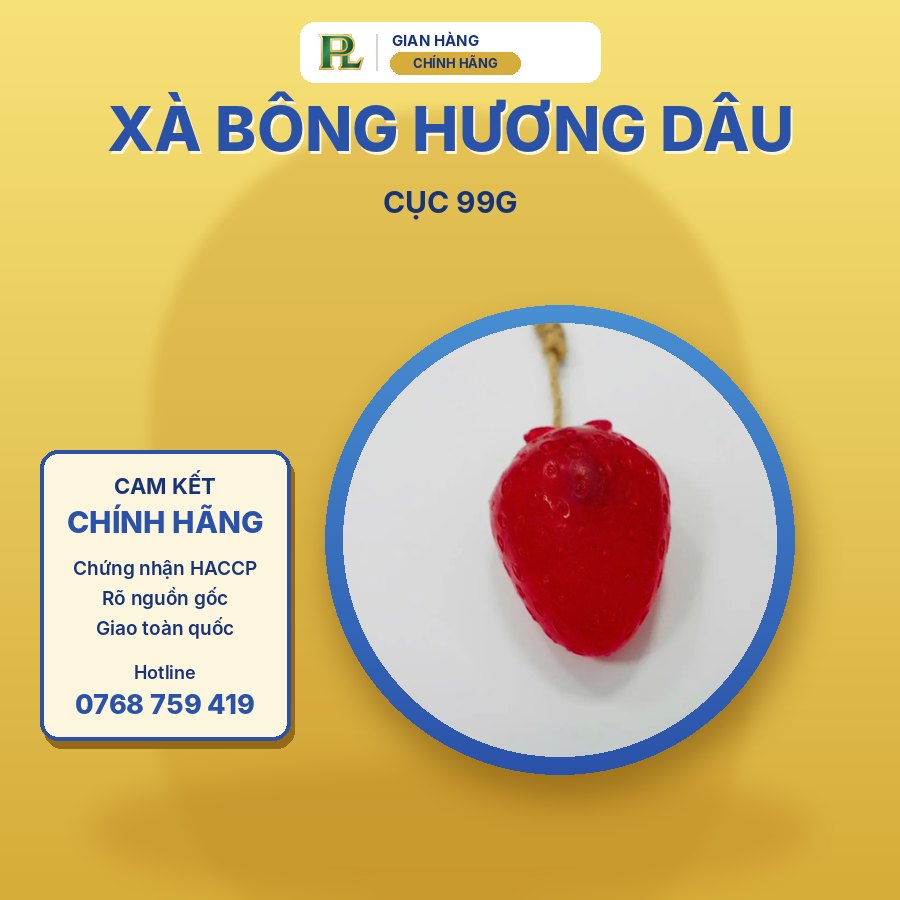 PL
GIAN HÀNG
CHÍNH HÃNG
XÀ BÔNG HƯƠNG DÂU
CỤC 99G
CAM KẾT
CHÍNH HÃNG
Chứng nhận HACCP
Rõ nguồn gốc
Giao toàn quốc
Hotline
0768 759 419